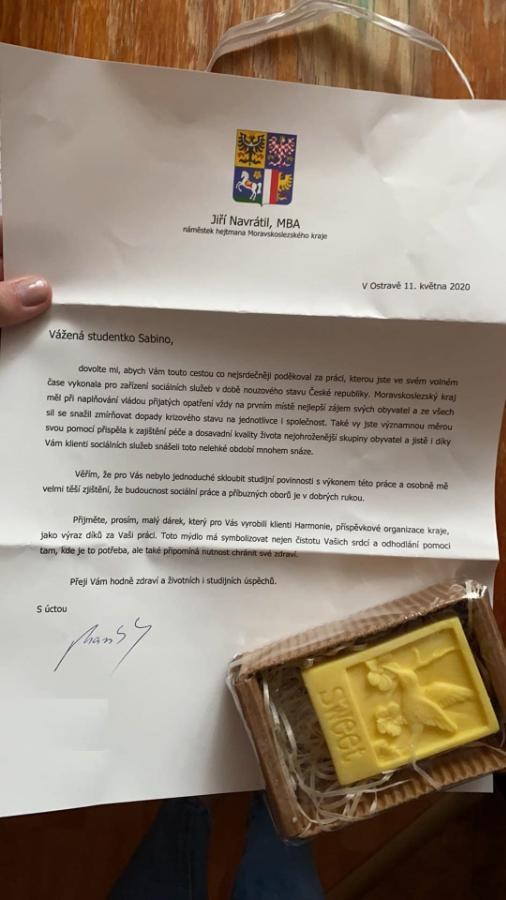 Jiří Navrátil, MBA
náměstek hejtmana Moravskoslezského kraje
V Ostravě 11. května 2020
Vážená studentko Sabino,
dovolte mi, abych Vám touto cestou co nejsrdečněji poděkoval za práci, kterou jste ve svém volném
čase vykonala pro zařízení sociálních služeb v době nouzového stavu České republiky. Moravskoslezský kraj
měl při naplňování vládou přijatých opatření vždy na prvním místě nejlepší zájem svých obyvatel a ze všech
sil se snažil zmírňovat dopady krizového stavu na jednotlivce i společnost. Také vy jste významnou měrou
svou pomocí přispěla k zajištění péče a dosavadní kvality života nejohroženější skupiny obyvatel a jistě i díky
Vám klienti sociálních služeb snášeli toto nelehké období mnohem snáze.
Věřím, že pro Vás nebylo jednoduché skloubit studijní povinnosti s výkonem této práce a osobně mě
velmi těší zjištění, že budoucnost sociální práce a příbuzných oborů je v dobrých rukou.
Přijměte, prosím, malý dárek, který pro Vás vyrobili klienti Harmonie, příspěvkové organizace kraje,
jako výraz díků za Vaši práci. Toto mýdlo má symbolizovat nejen čistotu Vašich srdcí a odhodlání pomoci
tam, kde je to potřeba, ale také připomíná nutnost chránit své zdraví.
Přeji Vám hodně zdraví a životních i studijních úspěchů.
S úctou
sweet